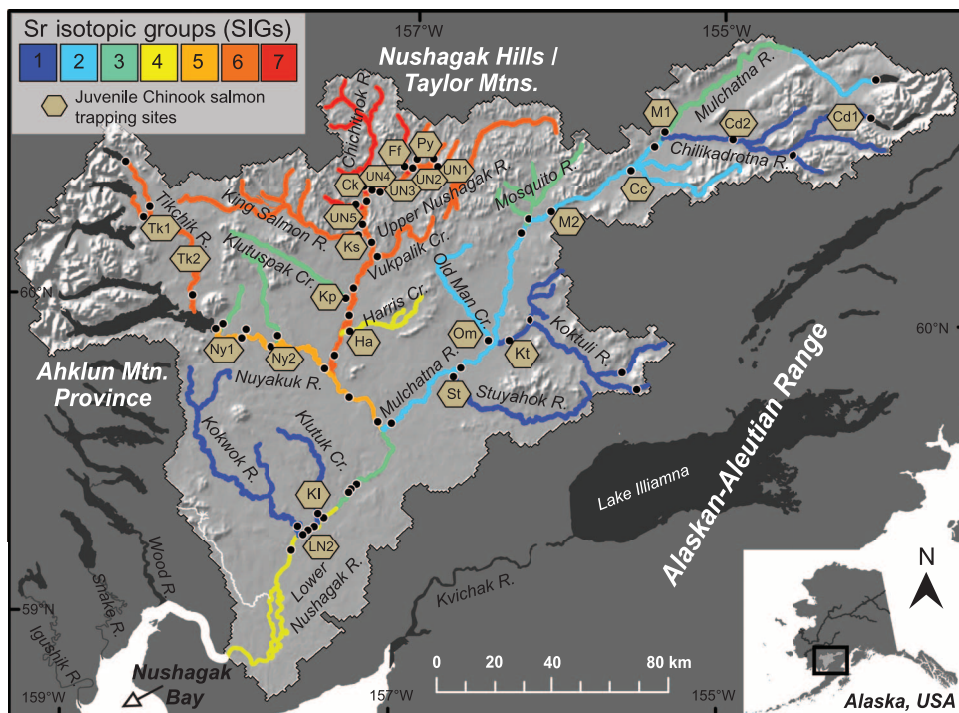 Sr isotopic groups (SIGs)
1 2 3 4 5 6 7
Juvenile Chinook salmon
trapping sites
157°W
155°W
Nushagak Hills /
Taylor Mtns.
Mulchatna R.
M1
Cd2
Cd1
Chilikadrotna R.
Chichitnok R.
Ff
Py
UN4
UN3
UN2
UN1
CK
UN5
Ks
Upper Nushagak R.
Mosquito R.
Cc
M2
King Salmon R.
Tikchik R.
Tk1
Tk2
Klutuspak Cr.
Vukpalik Cr.
Kp
Harris Cr.
Ha
Old Man Cr.
Om
Kt
Koktuli R.
60°N
60°N
Ny1
Ny2
Nuyakuk R.
Ahklun Mtn.
Province
Mulchatna R.
St
Stuyahok R.
Kokwok R.
Klutuk Cr.
Kl
LN2
Lower
Nushagak R.
Lake Illiamna
Alaskan-Aleutian Range
Kvichak R.
Wood R.
Snake R.
Igushik R.
59°N
Nushagak
Bay
0 20 40 80 km
N
159°W
157°W
155°W
Alaska, USA